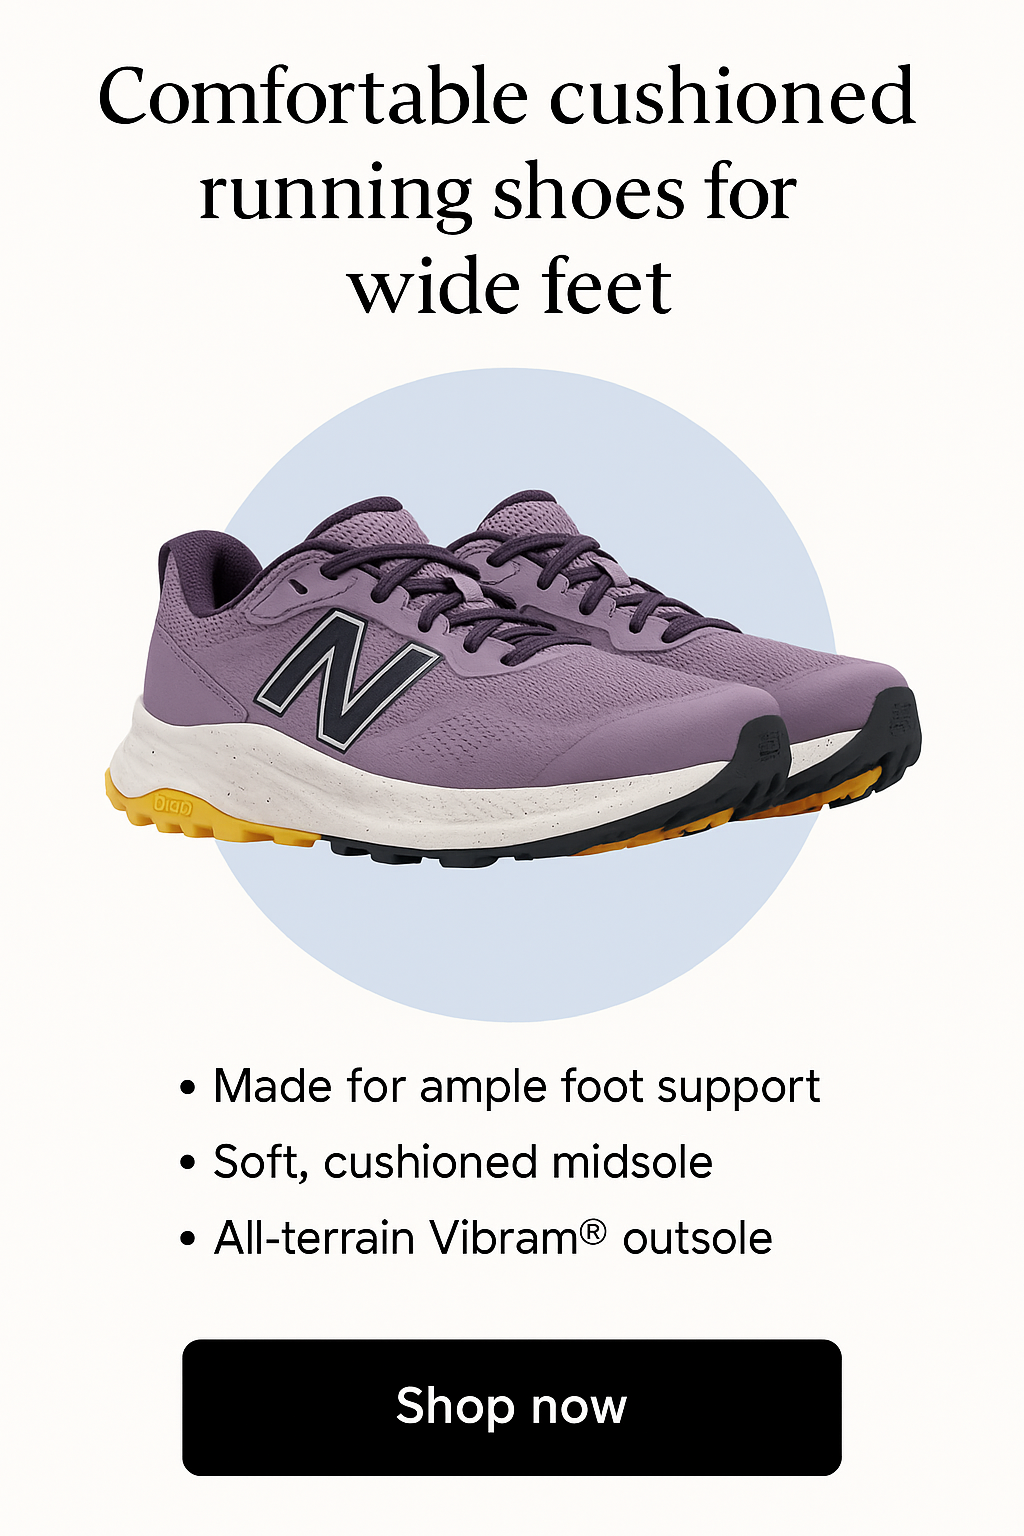 Comfortable cushioned
running shoes for
wide feet
N
• Made for ample foot support
• Soft, cushioned midsole
• All-terrain Vibram® outsole
Shop now